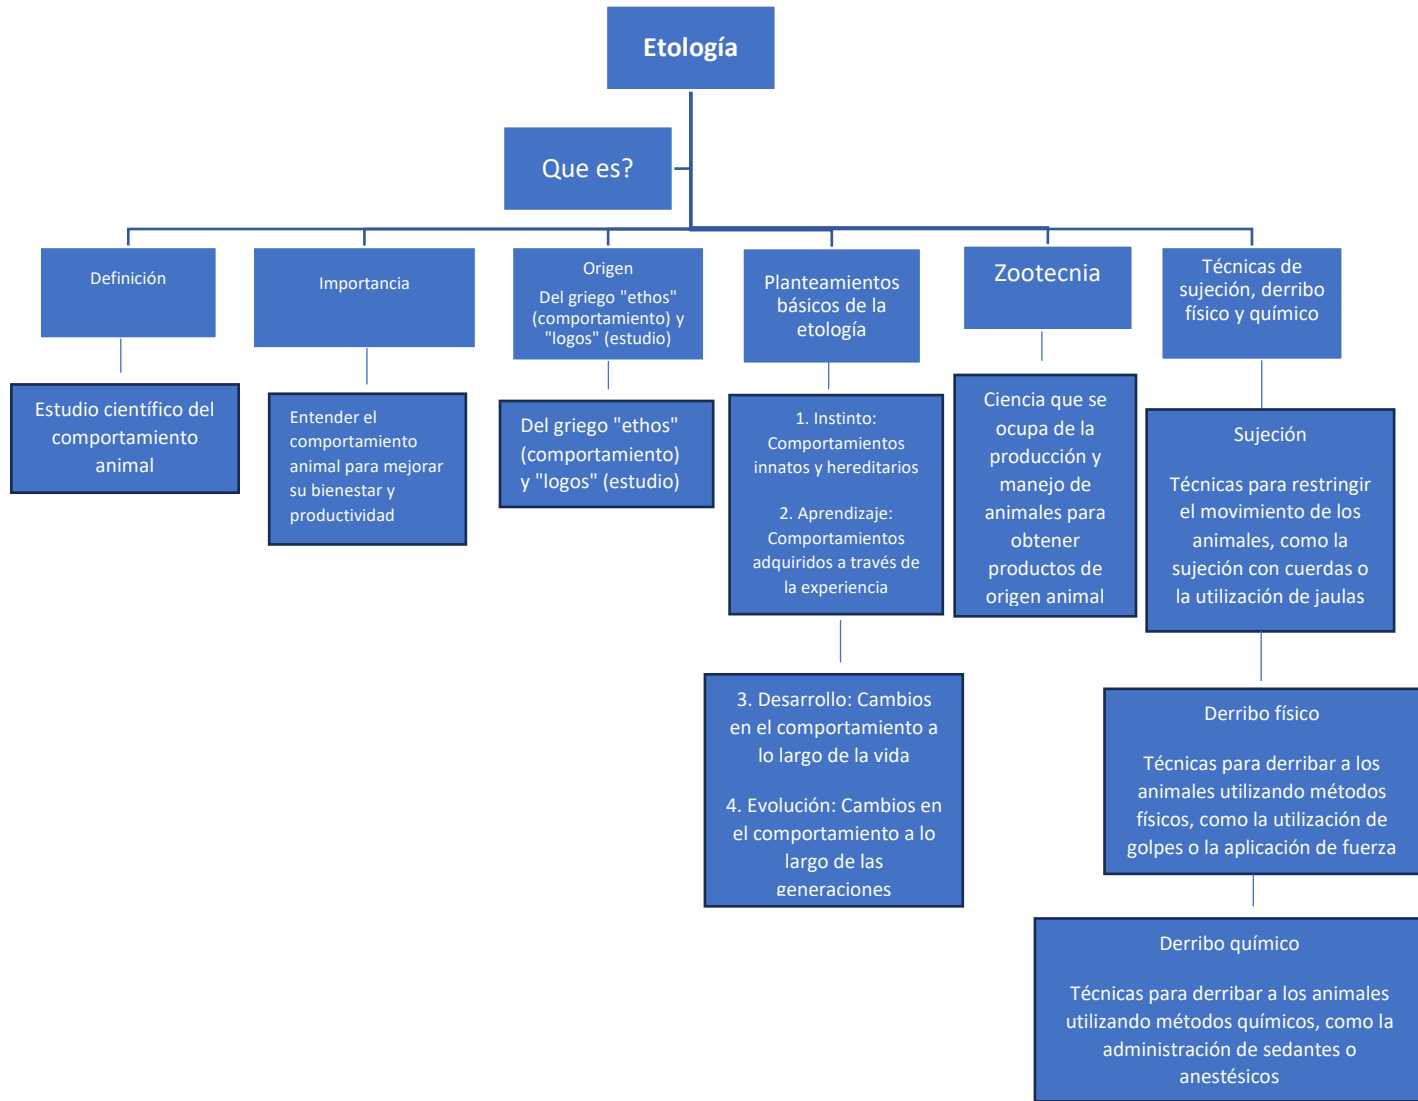 Etología
Que es?
Definición
Estudio científico del
comportamiento
animal
Importancia
Entender el
comportamiento
animal para mejorar
su bienestar y
productividad
Origen
Del griego "ethos"
(comportamiento) y
"logos" (estudio)
Del griego "ethos"
(comportamiento)
y "logos" (estudio)
Planteamientos
básicos de la
etología
1. Instinto:
Comportamientos
innatos y hereditarios
2. Aprendizaje:
Comportamientos
adquiridos a través de
la experiencia
3. Desarrollo: Cambios
en el comportamiento a
lo largo de la vida
4. Evolución: Cambios en
el comportamiento a lo
largo de las
generaciones
Zootecnia
Ciencia que se
ocupa de la
producción y
manejo de
animales para
obtener
productos de
origen animal
Técnicas de
sujeción, derribo
físico y químico
Sujeción
Técnicas para restringir
el movimiento de los
animales, como la
sujeción con cuerdas o
la utilización de jaulas
Derribo físico
Técnicas para derribar a los
animales utilizando métodos
físicos, como la utilización de
golpes o la aplicación de fuerza
Derribo químico
Técnicas para derribar a los animales
utilizando métodos químicos, como la
administración de sedantes o
anestésicos